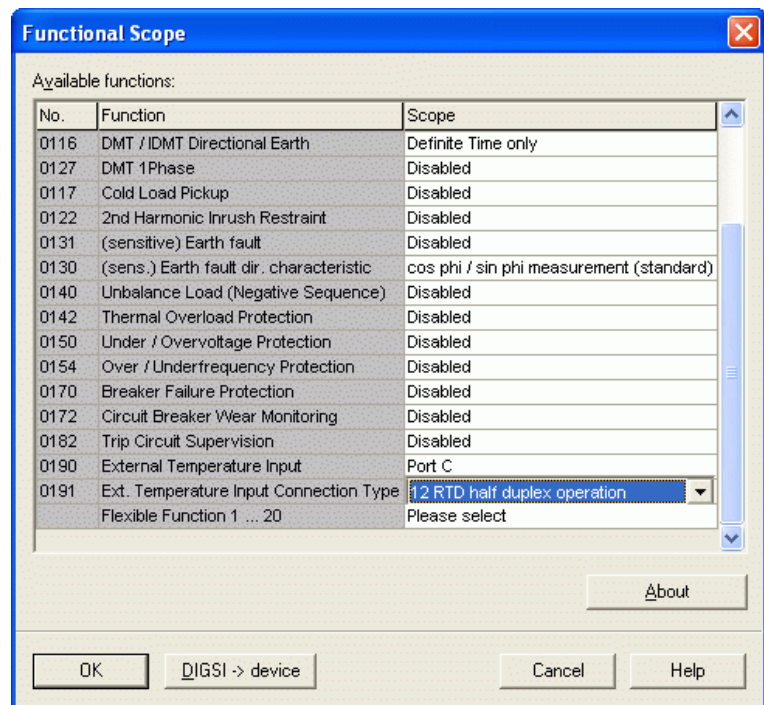 Functional Scope
Available functions:
No. Function Scope
0116 DMT / IDMT Directional Earth Definite Time only
0127 DMT 1Phase Disabled
0117 Cold Load Pickup Disabled
0122 2nd Harmonic Inrush Restraint Disabled
0131 (sensitive) Earth fault Disabled
0130 (sens.) Earth fault dir. characteristic cos phi / sin phi measurement (standard)
0140 Unbalance Load (Negative Sequence) Disabled
0142 Thermal Overload Protection Disabled
0150 Under / Overvoltage Protection Disabled
0154 Over / Underfrequency Protection Disabled
0170 Breaker Failure Protection Disabled
0172 Circuit Breaker Wear Monitoring Disabled
0182 Trip Circuit Supervision Disabled
0190 External Temperature Input Port C
0191 Ext. Temperature Input Connection Type 12 RTD half duplex operation
Flexible Function 1 ... 20 Please select
About
OK DIGSI -> device Cancel Help